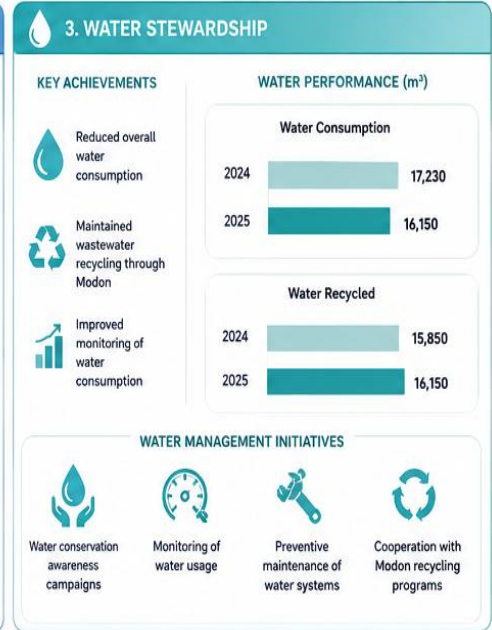 3. WATER STEWARDSHIP
KEY ACHIEVEMENTS
Reduced overall
water
consumption
Maintained
wastewater
recycling through
Modon
Improved
monitoring of
water
consumption
WATER PERFORMANCE (m³)
Water Consumption
2024 17,230
2025 16,150
Water Recycled
2024 15,850
2025 16,150
WATER MANAGEMENT INITIATIVES
Water conservation
awareness
campaigns
Monitoring of
water usage
Preventive
maintenance of
water systems
Cooperation with
Modon recycling
programs